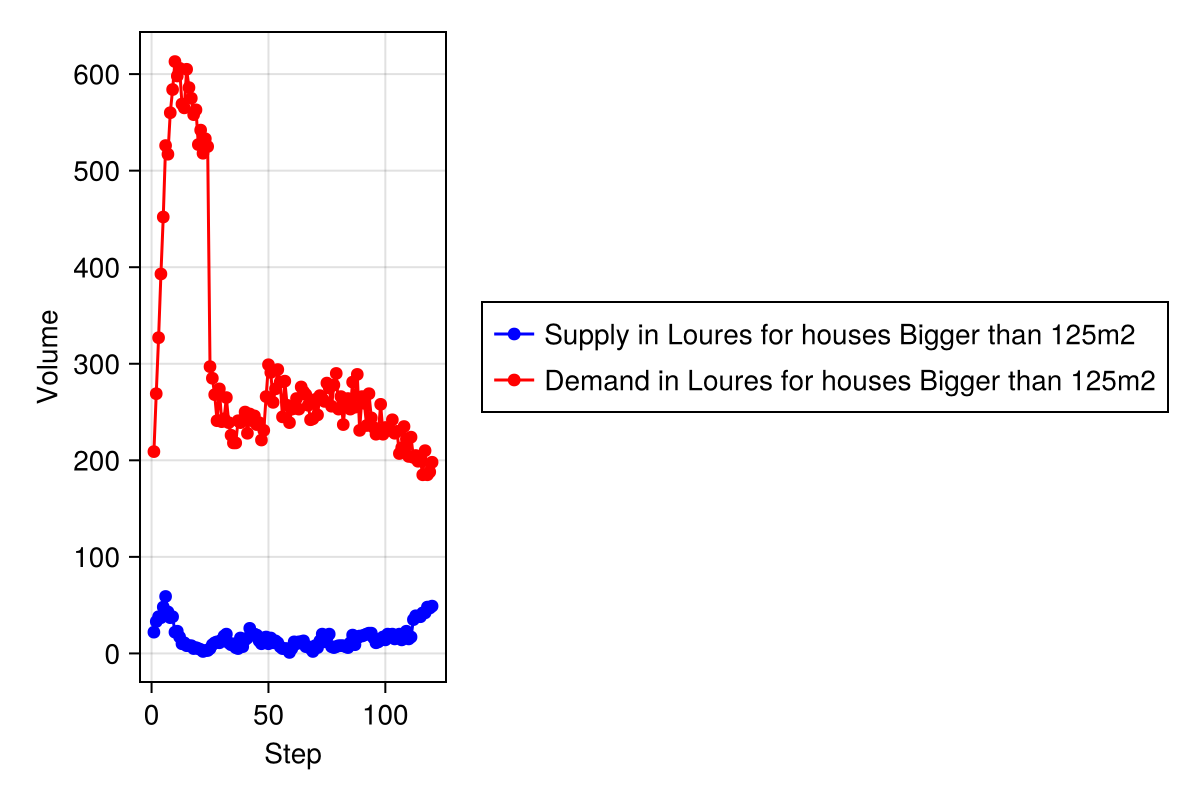 Volume
600
500
400
300
200
100
0
0 50 100
Step
Supply in Loures for houses Bigger than 125m2
Demand in Loures for houses Bigger than 125m2